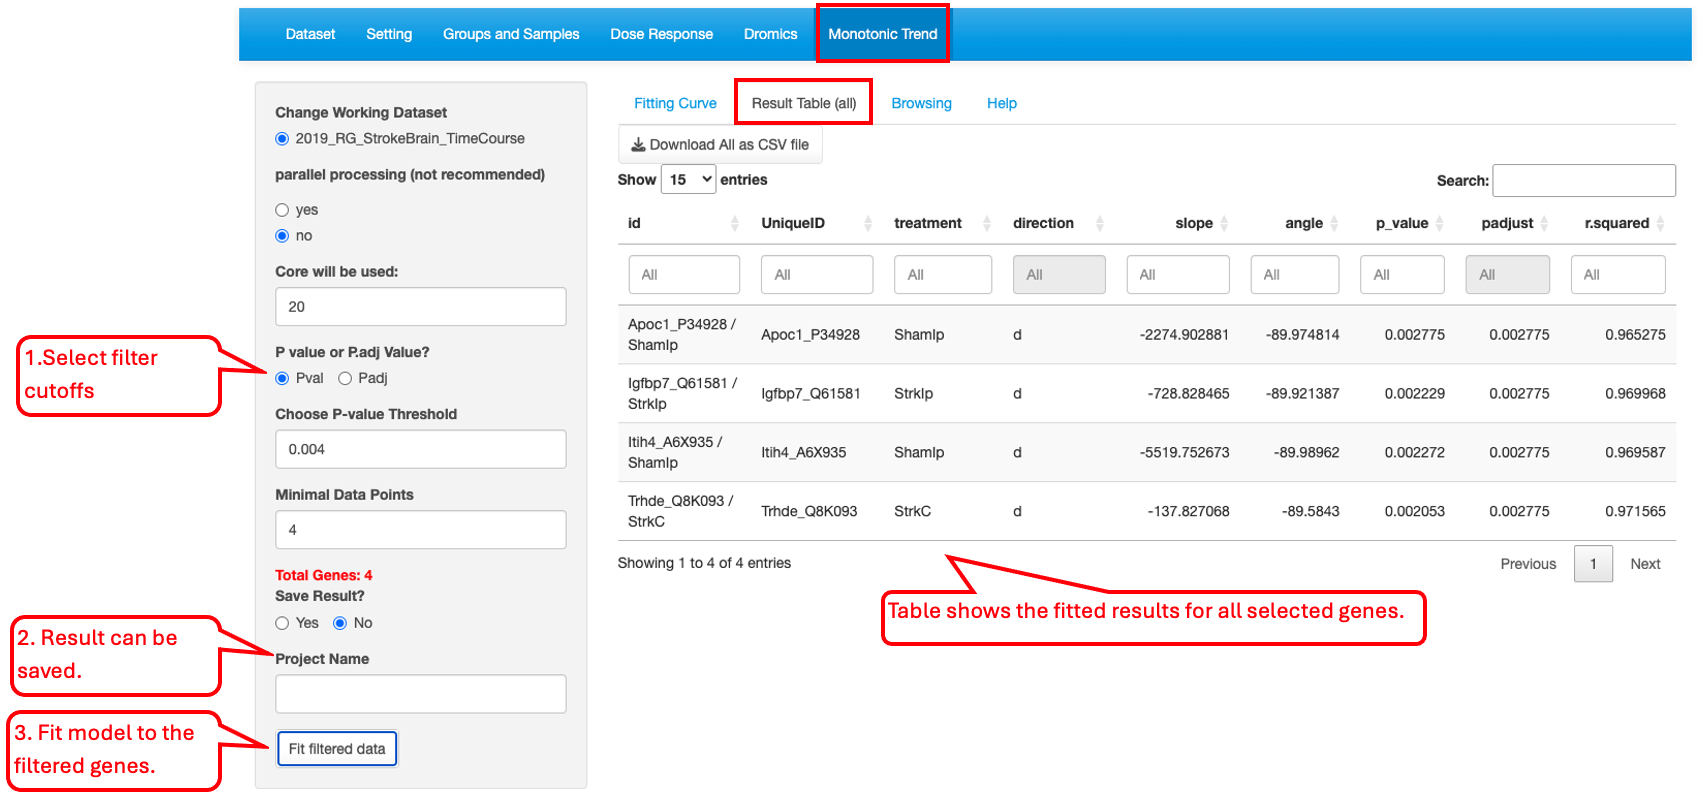 Dataset Setting Groups and Samples Dose Response Dromics Monotonic Trend
Change Working Dataset
2019_RG_StrokeBrain_TimeCourse
parallel processing (not recommended)
yes
no
Core will be used:
20
1.Select filter
cutoffs
P value or P.adj Value?
Pval Padj
Choose P-value Threshold
0.004
Minimal Data Points
4
Total Genes: 4
Save Result?
Yes No
2. Result can be
saved.
Project Name
3. Fit model to the
filtered genes.
Fit filtered data
Fitting Curve Result Table (all) Browsing Help
Download All as CSV file
Show 15 entries
Search:
id UniqueID treatment direction slope angle p_value padjust r.squared
All All All All All All All All All
Apoc1_P34928 /
ShamIp Apoc1_P34928 ShamIp d -2274.902881 -89.974814 0.002775 0.002775 0.965275
Igfbp7_Q61581 /
StrkIp Igfbp7_Q61581 StrkIp d -728.828465 -89.921387 0.002229 0.002775 0.969968
Itih4_A6X935 /
ShamIp Itih4_A6X935 ShamIp d -5519.752673 -89.98962 0.002272 0.002775 0.969587
Trhde_Q8K093 /
StrkC Trhde_Q8K093 StrkC d -137.827068 -89.5843 0.002053 0.002775 0.971565
Showing 1 to 4 of 4 entries
Previous 1 Next
Table shows the fitted results for all selected genes.